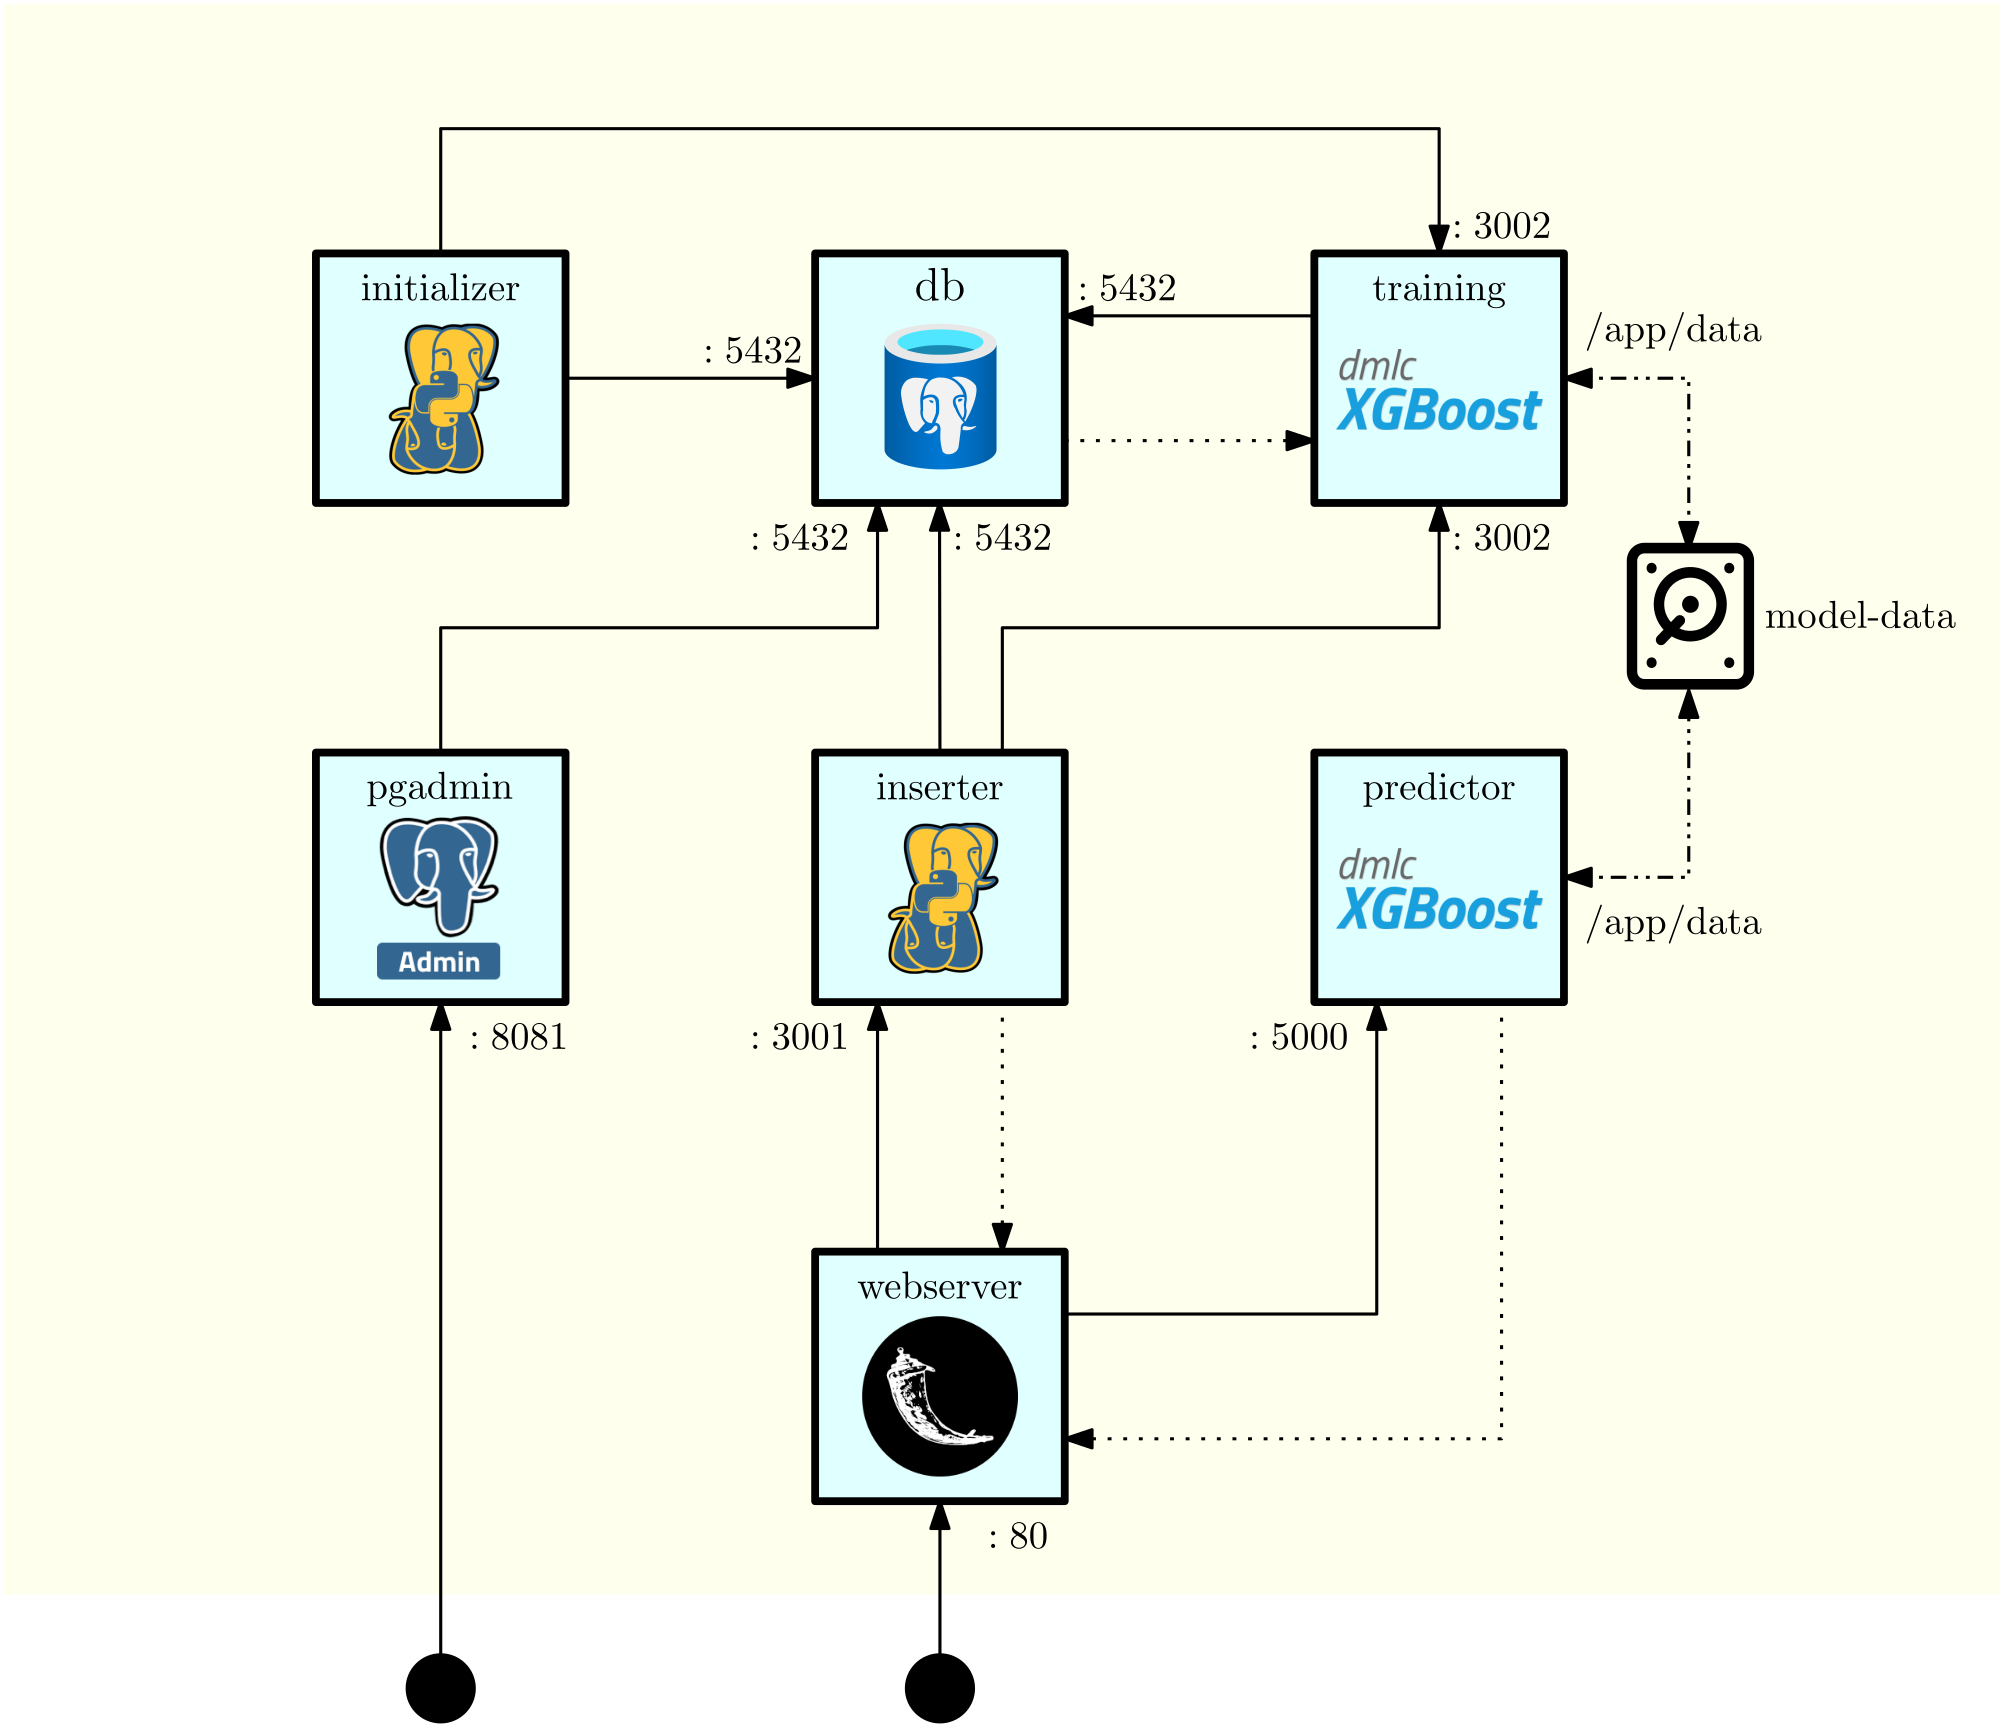 : 3002
initializer
db
training
: 5432
/app/data
: 5432
dmlc
XGBoost
: 5432
: 5432
: 3002
model-data
pgadmin
inserter
predictor
dmlc
XGBoost
/app/data
Admin
: 8081
: 3001
: 5000
webserver
: 80